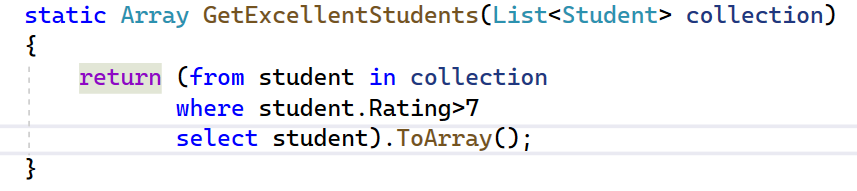 static Array GetExcellentStudents(List<Student> collection)
{
return (from student in collection
where student.Rating>7
select student).ToArray();
}